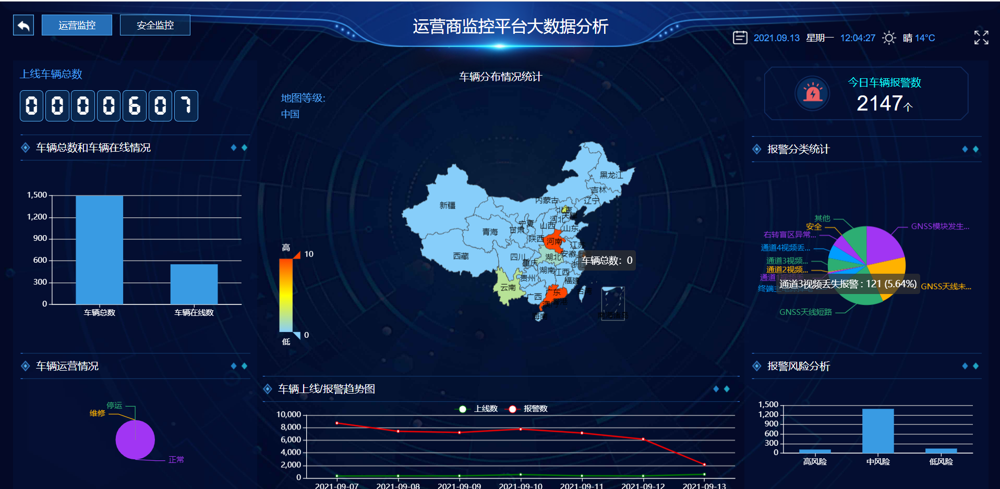 运营监控
安全监控
运营商监控平台大数据分析
2021.09.13 星期一 12:04:27 晴 14°C
上线车辆总数
0000607
车辆总数和车辆在线情况
1,500
1,200
900
600
300
0
车辆总数
车辆在线数
车辆运营情况
停运
维修
正常
车辆分布情况统计
地图等级:
中国
高
10
0
低
黑龙江
吉林
辽宁
内蒙古
新疆
北京
天津
河北
宁夏
山西
山东
青海
甘肃
陕西
河南
江苏
西藏
四川
湖北
安徽
重庆
浙江
湖南
江西
贵州
福建
云南
广西
广东
台湾
香港
澳门
海南
南海诸岛
车辆总数: 0
车辆上线/报警趋势图
上线数
报警数
10,000
8,000
6,000
4,000
2,000
0
2021-09-07
2021-09-08
2021-09-09
2021-09-10
2021-09-11
2021-09-12
2021-09-13
今日车辆报警数
2147个
报警分类统计
其他
安全
右转盲区异常...
通道4视频丢...
通道3视频...
通道2视频...
通道
终端主
GNSS模块发生...
GNSS天线未...
GNSS天线短路
通道3视频丢失报警 : 121 (5.64%)
报警风险分析
1,500
1,200
900
600
300
0
高风险
中风险
低风险